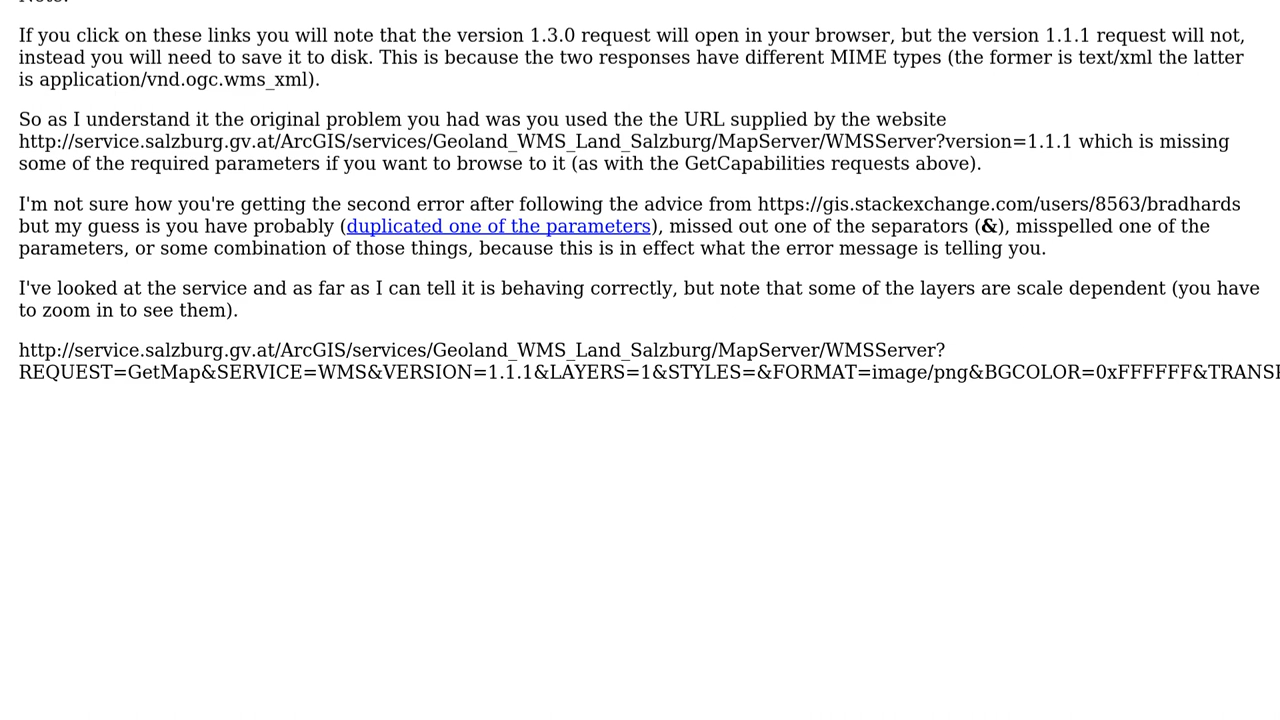 If you click on these links you will note that the version 1.3.0 request will open in your browser, but the version 1.1.1 request will not,
instead you will need to save it to disk. This is because the two responses have different MIME types (the former is text/xml the latter
is application/vnd.ogc.wms_xml).
So as I understand it the original problem you had was you used the the URL supplied by the website
http://service.salzburg.gv.at/ArcGIS/services/Geoland_WMS_Land_Salzburg/MapServer/WMSServer?version=1.1.1 which is missing
some of the required parameters if you want to browse to it (as with the GetCapabilities requests above).
I'm not sure how you're getting the second error after following the advice from https://gis.stackexchange.com/users/8563/bradhards
but my guess is you have probably (duplicated one of the parameters), missed out one of the separators (&), misspelled one of the
parameters, or some combination of those things, because this is in effect what the error message is telling you.
I've looked at the service and as far as I can tell it is behaving correctly, but note that some of the layers are scale dependent (you have
to zoom in to see them).
http://service.salzburg.gv.at/ArcGIS/services/Geoland_WMS_Land_Salzburg/MapServer/WMSServer?
REQUEST=GetMap&SERVICE=WMS&VERSION=1.1.1&LAYERS=1&STYLES=&FORMAT=image/png&BGCOLOR=0xFFFFFF&TRANS